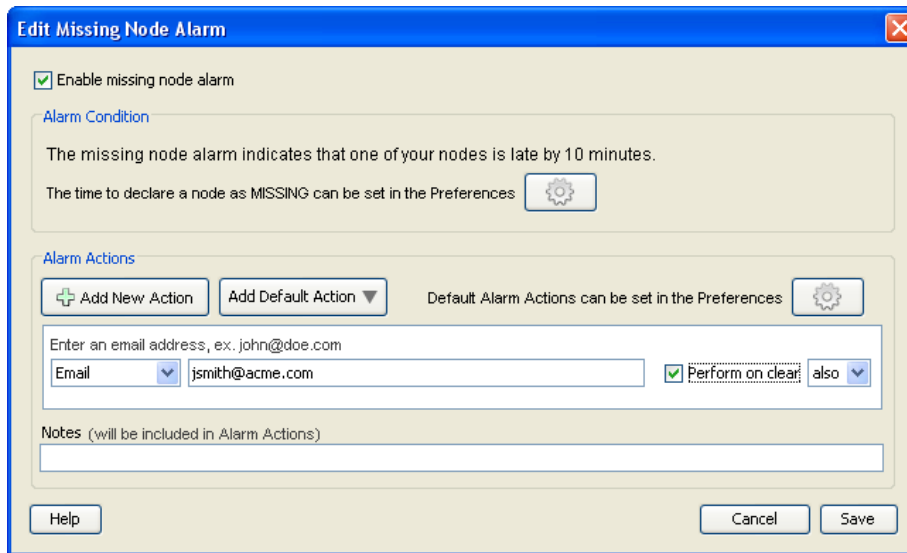 Edit Missing Node Alarm
Enable missing node alarm
Alarm Condition
The missing node alarm indicates that one of your nodes is late by 10 minutes.
The time to declare a node as MISSING can be set in the Preferences
Alarm Actions
Add New Action Add Default Action Default Alarm Actions can be set in the Preferences
Enter an email address, ex. john@doe.com
Email jsmith@acme.com Perform on clear also
Notes (will be included in Alarm Actions)
Help Cancel Save